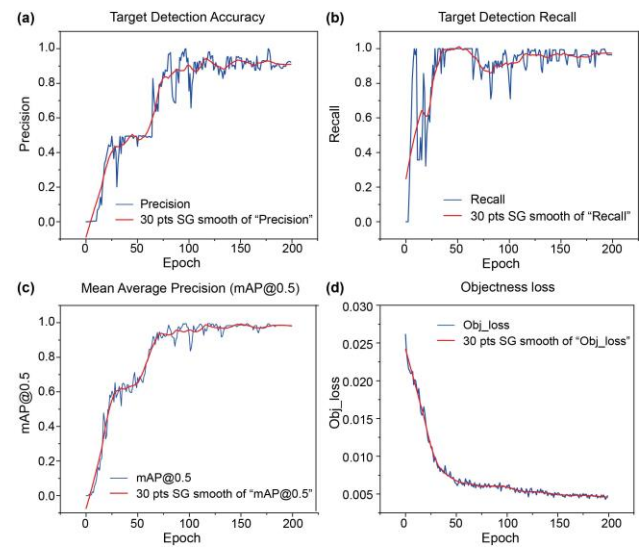 (a) Target Detection Accuracy
Precision
1.0
0.8
0.6
0.4
0.2
0.0
Precision
30 pts SG smooth of “Precision”
0 50 100 150 200
Epoch
(b) Target Detection Recall
Recall
1.0
0.8
0.6
0.4
0.2
0.0
Recall
30 pts SG smooth of “Recall”
0 50 100 150 200
Epoch
(c) Mean Average Precision (mAP@0.5)
mAP@0.5
1.0
0.8
0.6
0.4
0.2
0.0
mAP@0.5
30 pts SG smooth of “mAP@0.5”
0 50 100 150 200
Epoch
(d) Objectness loss
Obj_loss
0.030
0.025
0.020
0.015
0.010
0.005
Obj_loss
30 pts SG smooth of “Obj_loss”
0 50 100 150 200
Epoch